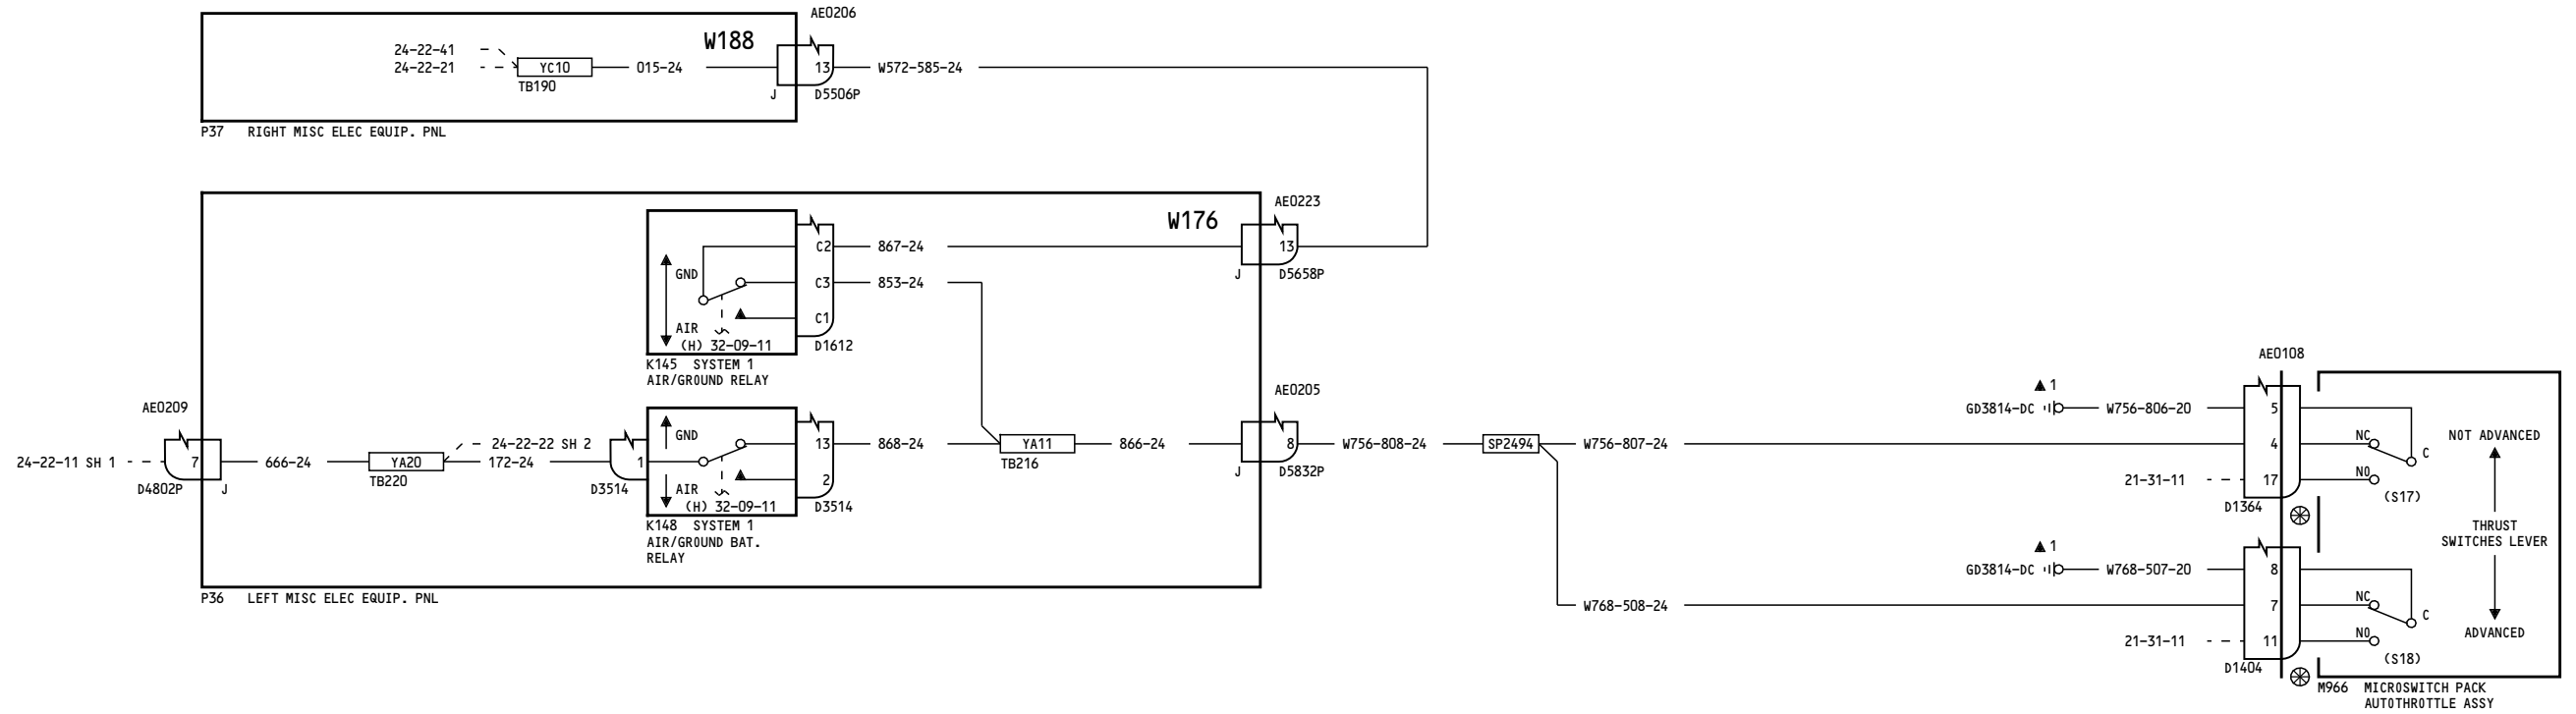 AE0206
W188
24-22-41
24-22-21
YC10
TB190
015-24
13
W572-585-24
J
D5506P
P37 RIGHT MISC ELEC EQUIP. PNL
AE0223
W176
C2
867-24
13
GND
C3
853-24
J
D5658P
C1
AIR
(H) 32-09-11
D1612
K145 SYSTEM 1
AIR/GROUND RELAY
AE0209
24-22-11 SH 1
7
D4802P
J
666-24
YA20
TB220
24-22-22 SH 2
172-24
1
D3514
GND
AIR
(H) 32-09-11
13
2
D3514
K148 SYSTEM 1
AIR/GROUND BAT.
RELAY
868-24
YA11
TB216
866-24
AE0205
8
J
D5832P
W756-808-24
SP2494
W756-807-24
W768-508-24
P36 LEFT MISC ELEC EQUIP. PNL
AE0108
1
GD3814-DC
W756-806-20
5
4
21-31-11
17
D1364
NC
C
NO
(S17)
NOT ADVANCED
THRUST
SWITCHES LEVER
ADVANCED
1
GD3814-DC
W768-507-20
8
7
21-31-11
11
D1404
NC
C
NO
(S18)
M966 MICROSWITCH PACK
AUTOTHROTTLE ASSY